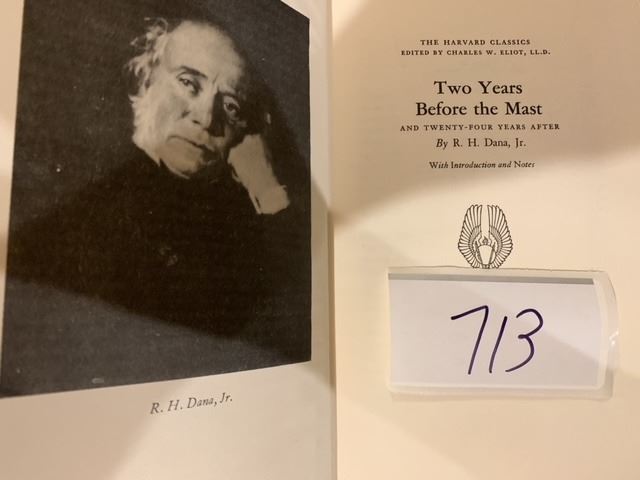 R. H. Dana, Jr.
THE HARVARD CLASSICS
EDITED BY CHARLES W. ELIOT, LL.D.
Two Years
Before the Mast
AND TWENTY-FOUR YEARS AFTER
By R. H. Dana, Jr.
With Introduction and Notes
713